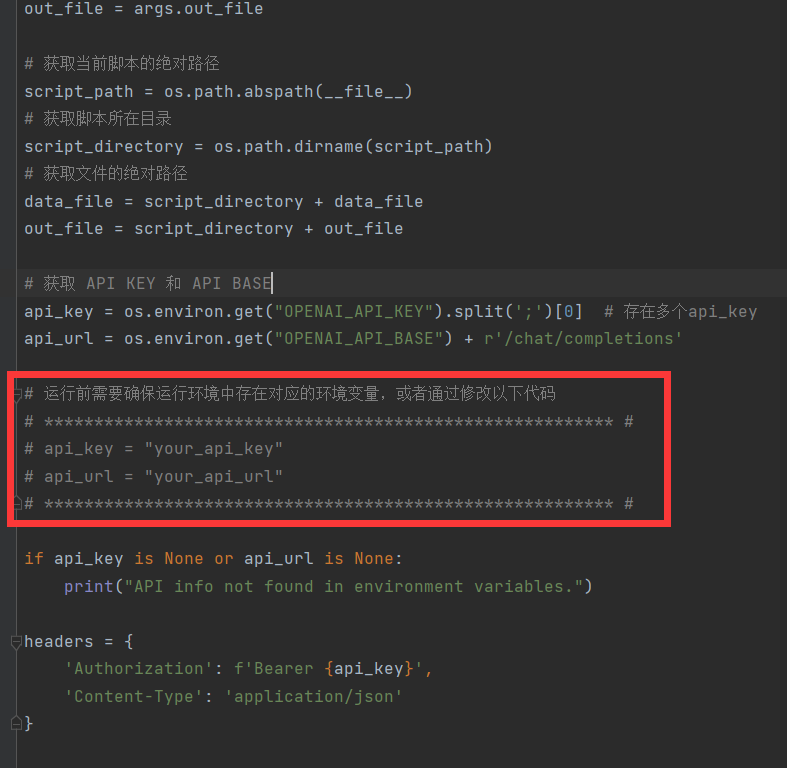 out_file = args.out_file
# 获取当前脚本的绝对路径
script_path = os.path.abspath(__file__)
# 获取脚本所在目录
script_directory = os.path.dirname(script_path)
# 获取文件的绝对路径
data_file = script_directory + data_file
out_file = script_directory + out_file
# 获取 API KEY 和 API BASE
api_key = os.environ.get("OPENAI_API_KEY").split(';')[0]  # 存在多个api_key
api_url = os.environ.get("OPENAI_API_BASE") + r'/chat/completions'
# 运行前需要确保运行环境中存在对应的环境变量，或者通过修改以下代码
# ********************************************************* #
# api_key = "your_api_key"
# api_url = "your_api_url"
# ********************************************************* #
if api_key is None or api_url is None:
    print("API info not found in environment variables.")
headers = {
    'Authorization': f'Bearer {api_key}',
    'Content-Type': 'application/json'
}